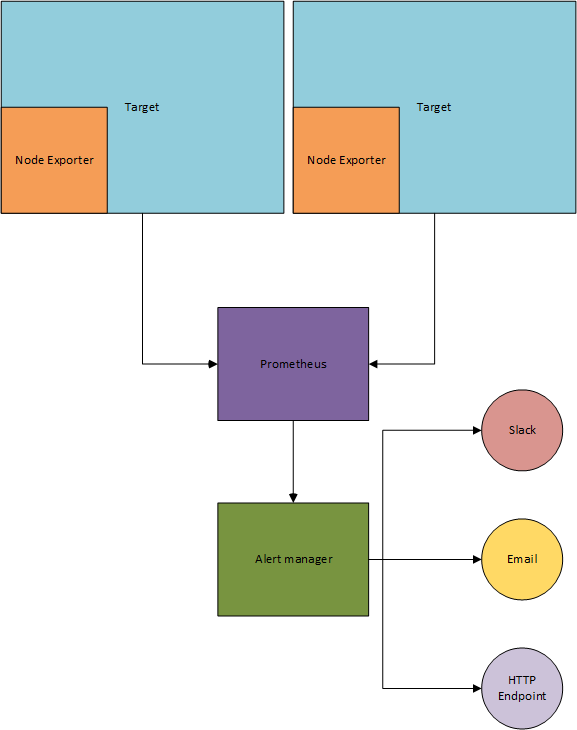 Target
Target
Node Exporter
Node Exporter
Prometheus
Slack
Alert manager
Email
HTTP
Endpoint